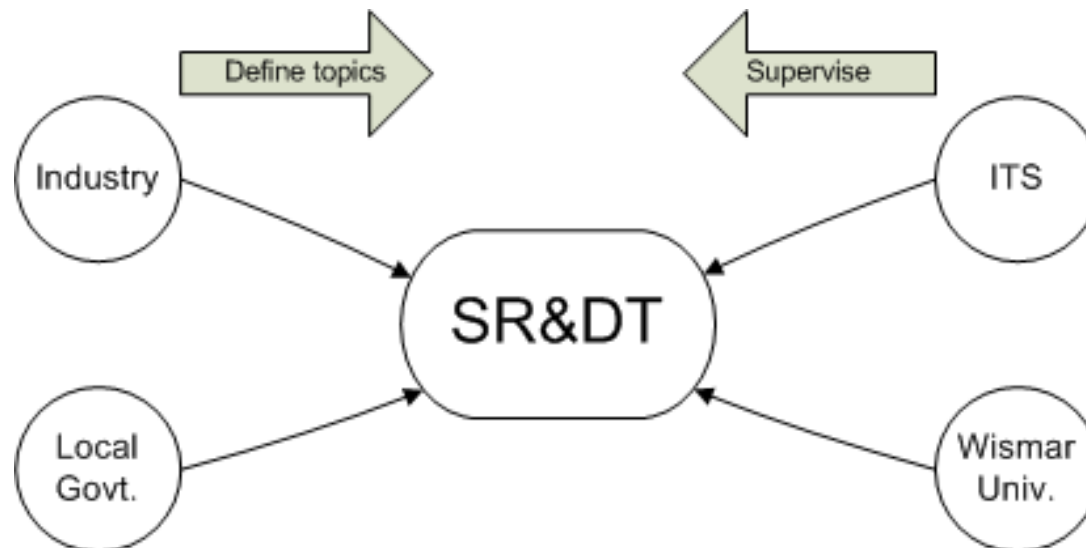 Define topics
Supervise
Industry
ITS
SR&DT
Local
Govt.
Wismar
Univ.